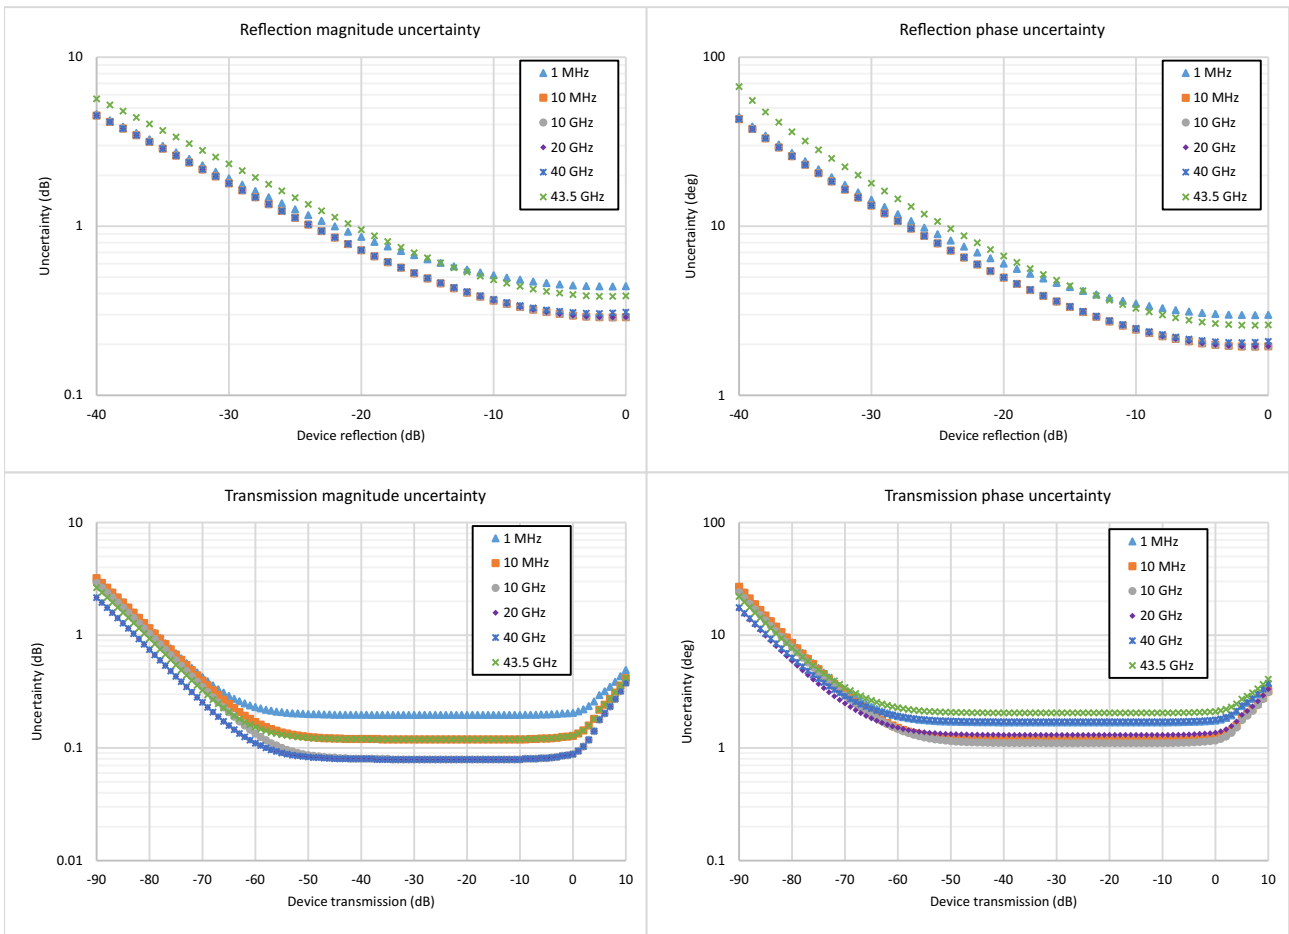 Reflection magnitude uncertainty
10
1
0.1
Uncertainty (dB)
-40 -30 -20 -10 0
Device reflection (dB)
1 MHz
10 MHz
10 GHz
20 GHz
40 GHz
43.5 GHz
Reflection phase uncertainty
100
10
1
Uncertainty (deg)
-40 -30 -20 -10 0
Device reflection (dB)
1 MHz
10 MHz
10 GHz
20 GHz
40 GHz
43.5 GHz
Transmission magnitude uncertainty
10
1
0.1
0.01
Uncertainty (dB)
-90 -80 -70 -60 -50 -40 -30 -20 -10 0 10
Device transmission (dB)
1 MHz
10 MHz
10 GHz
20 GHz
40 GHz
43.5 GHz
Transmission phase uncertainty
100
10
1
0.1
Uncertainty (deg)
-90 -80 -70 -60 -50 -40 -30 -20 -10 0 10
Device transmission (dB)
1 MHz
10 MHz
10 GHz
20 GHz
40 GHz
43.5 GHz